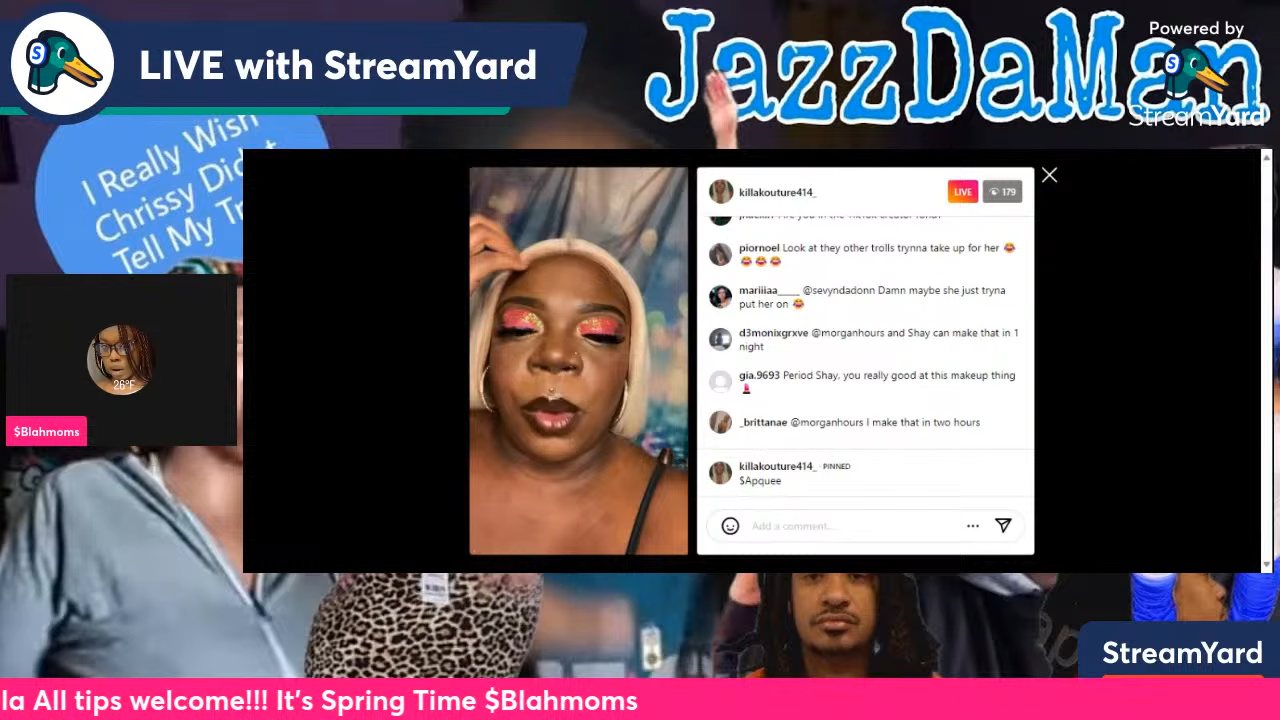 LIVE with StreamYard
JazzDaMan
Powered by
StreamYard
I Really Wish
Chrissy
Tell My
26°F
$Blahmoms
killakouture414_
LIVE
179
piornoel Look at they other trolls trynna take up for her 😂
😂😂😂
mariiiaa_____ @sevyndadonn Damn maybe she just tryna
put her on 😂
d3monixgrxve @morganhours and Shay can make that in 1
night
gia.9693 Period Shay, you really good at this makeup thing
💄
_brittanae @morganhours I make that in two hours
killakouture414_ · PINNED
$Apquee
Add a comment...
StreamYard
la All tips welcome!!! It's Spring Time $Blahmoms